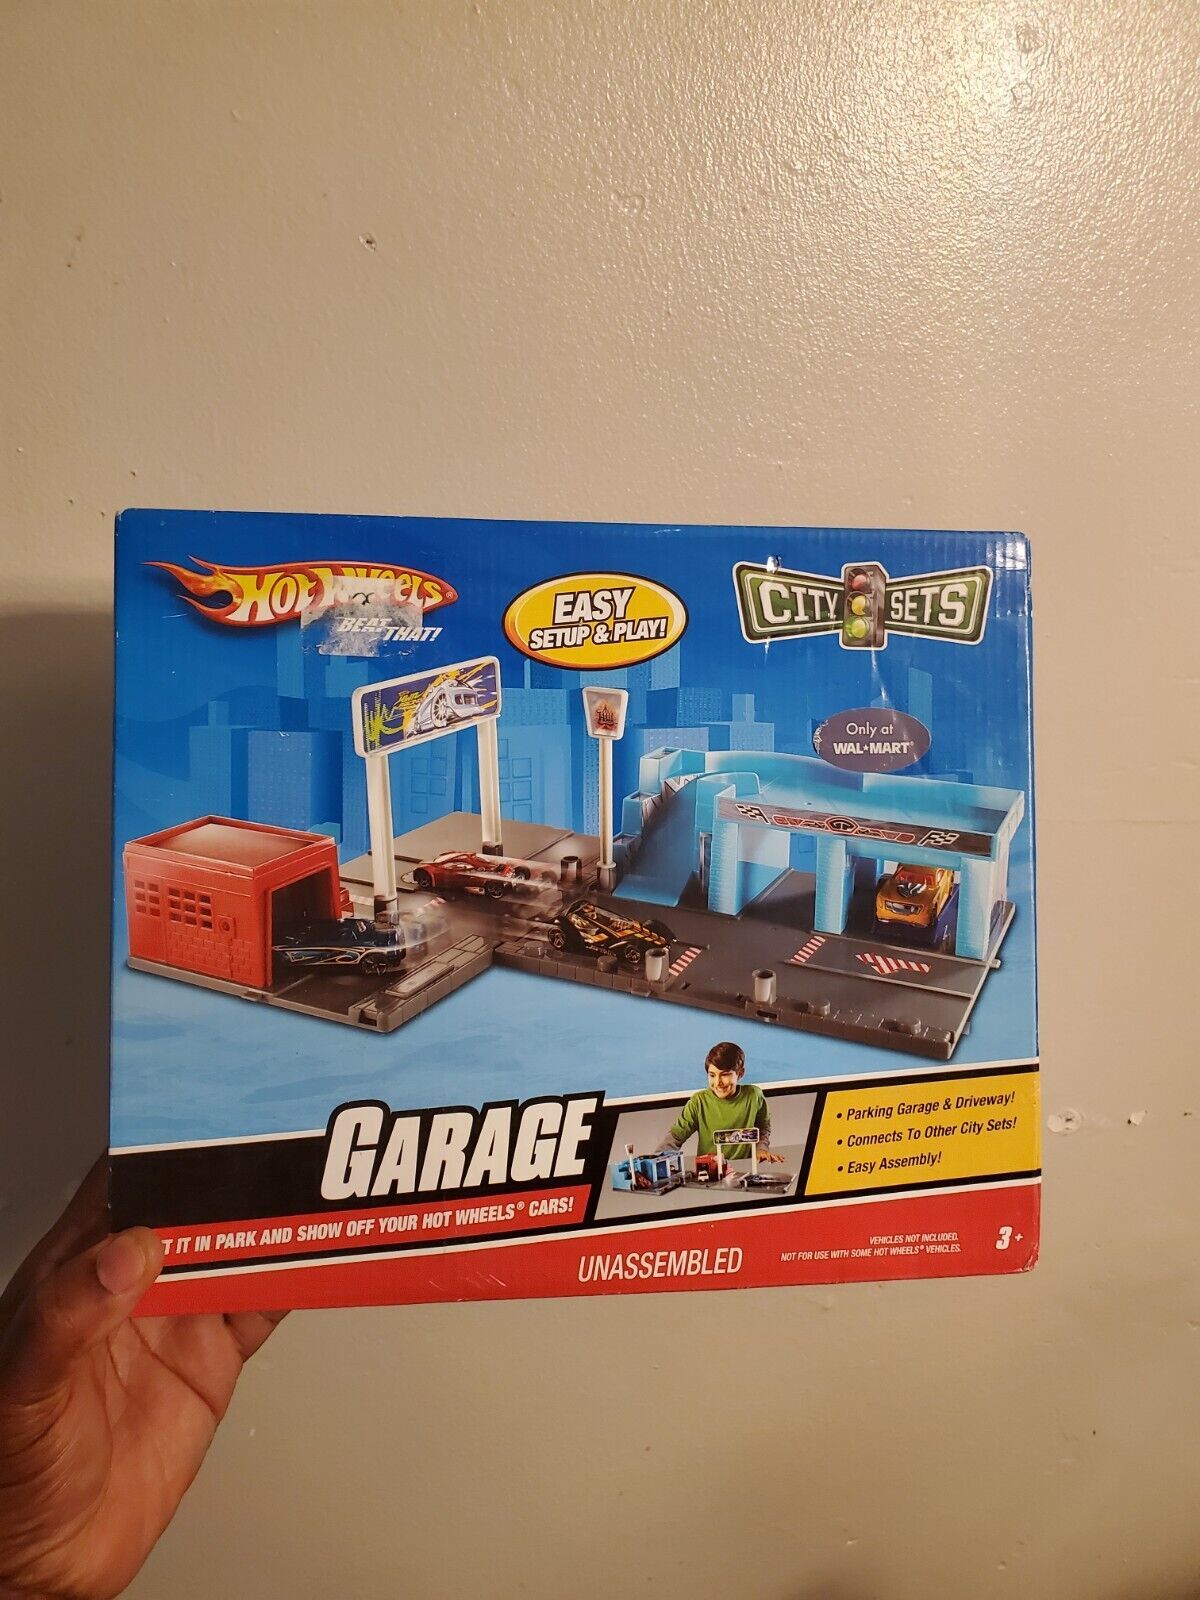 HOT WHEELS®
BEAT THAT!
EASY
SETUP & PLAY!
CITY SETS
Only at
WAL★MART®
GARAGE
T IT IN PARK AND SHOW OFF YOUR HOT WHEELS® CARS!
• Parking Garage & Driveway!
• Connects To Other City Sets!
• Easy Assembly!
UNASSEMBLED
VEHICLES NOT INCLUDED.
NOT FOR USE WITH SOME HOT WHEELS® VEHICLES.
3+